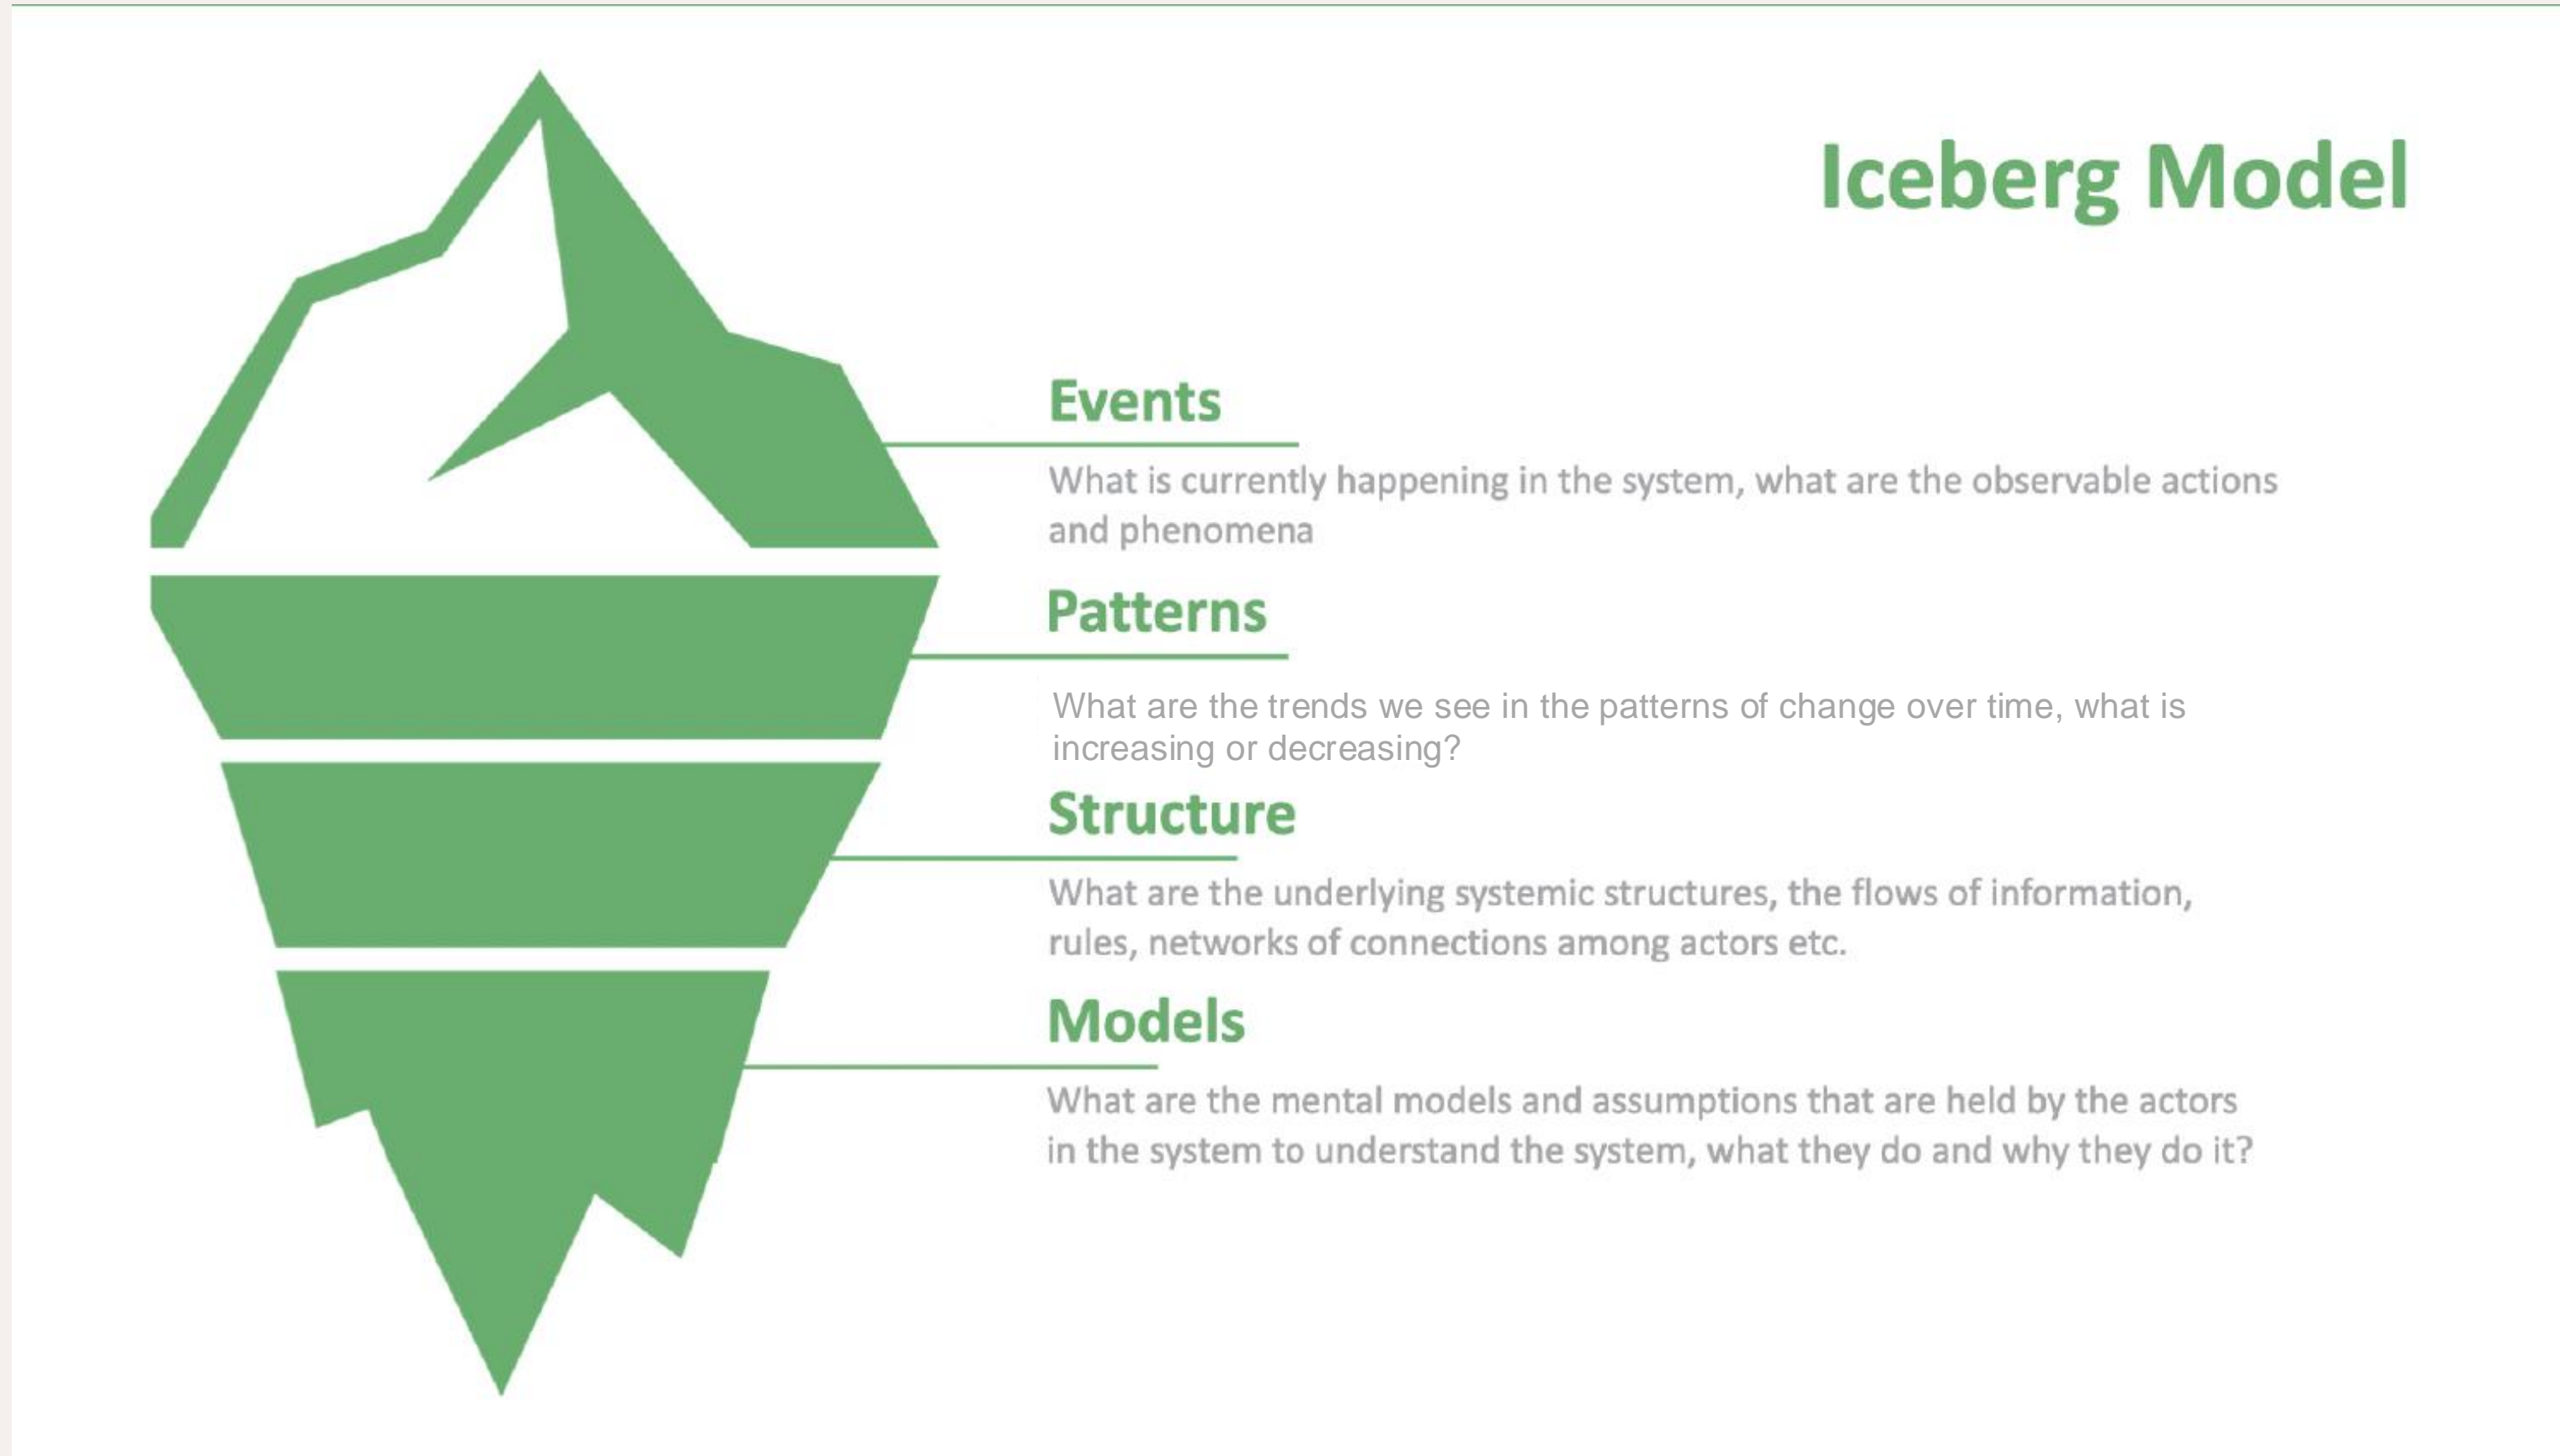 Iceberg Model
Events
What is currently happening in the system, what are the observable actions
and phenomena
Patterns
What are the trends we see in the patterns of change over time, what is
increasing or decreasing?
Structure
What are the underlying systemic structures, the flows of information,
rules, networks of connections among actors etc.
Models
What are the mental models and assumptions that are held by the actors
in the system to understand the system, what they do and why they do it?